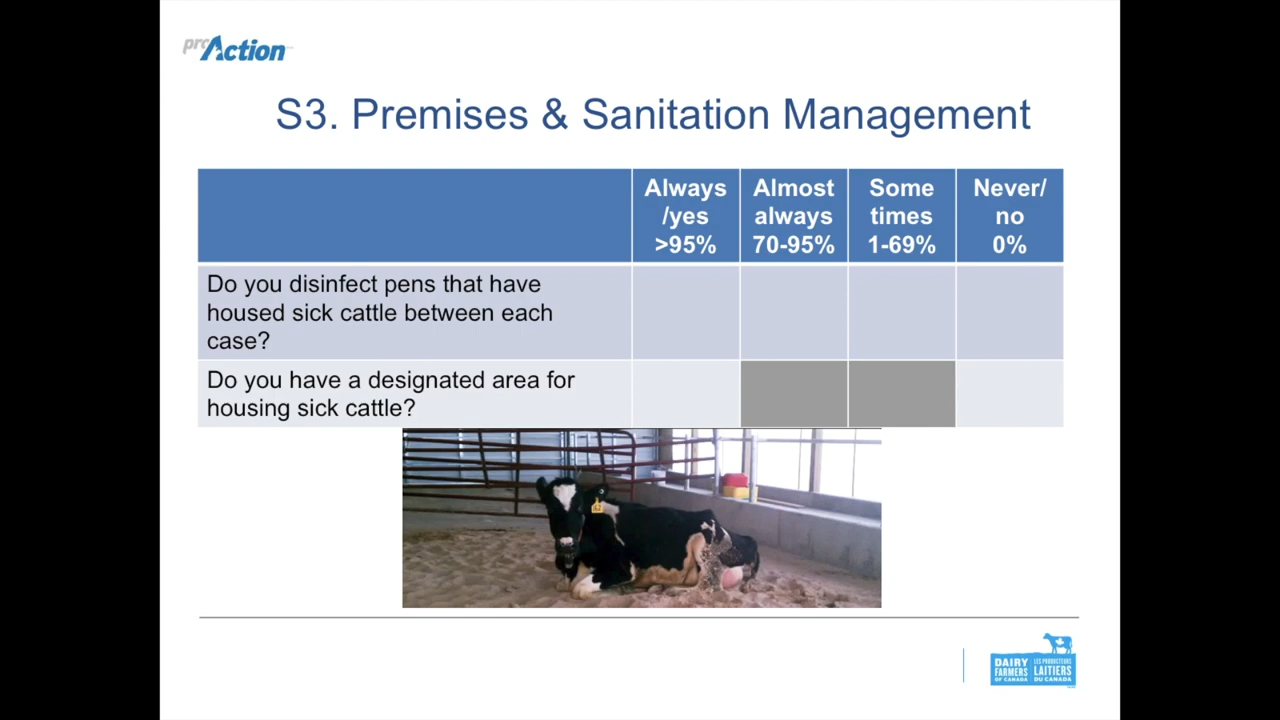 proAction
S3. Premises & Sanitation Management
Always
/yes
>95%
Almost
always
70-95%
Some
times
1-69%
Never/
no
0%
Do you disinfect pens that have
housed sick cattle between each
case?
Do you have a designated area for
housing sick cattle?
DAIRY
FARMERS
OF CANADA
LES PRODUCTEURS
LAITIERS
DU CANADA